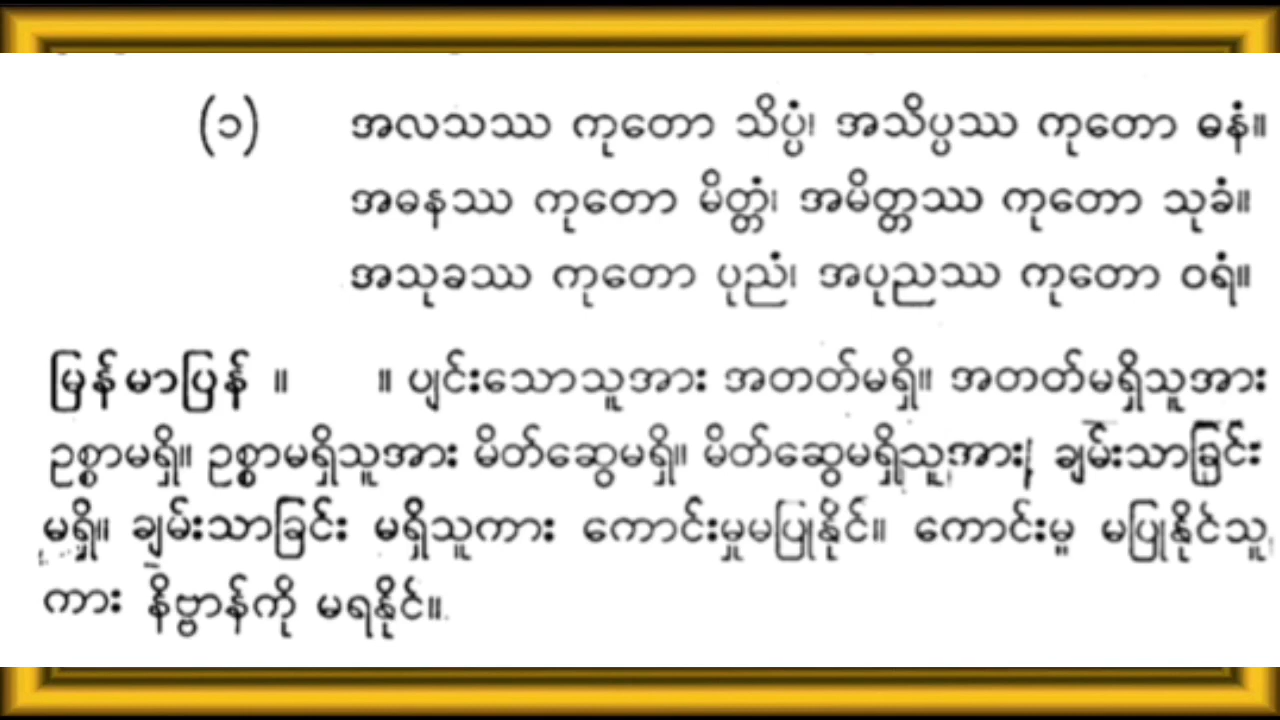 (၁) အလသဿ ကုတော သိပ္ပံ၊ အသိပ္ပဿ ကုတော ဓနံ။
အဓနဿ ကုတော မိတ္တံ၊ အမိတ္တဿ ကုတော သုခံ။
အသုခဿ ကုတော ပုညံ၊ အပုညဿ ကုတော ဝရံ။
မြန်မာပြန် ။ ။ ပျင်းသောသူအား အတတ်မရှိ။ အတတ်မရှိသူအား
ဥစ္စာမရှိ။ ဥစ္စာမရှိသူအား မိတ်ဆွေမရှိ။ မိတ်ဆွေမရှိသူအား၊ ချမ်းသာခြင်း
မရှိ။ ချမ်းသာခြင်း မရှိသူကား ကောင်းမှုမပြုနိုင်။ ကောင်းမှု မပြုနိုင်သူ
ကား နိဗ္ဗာန်ကို မရနိုင်။